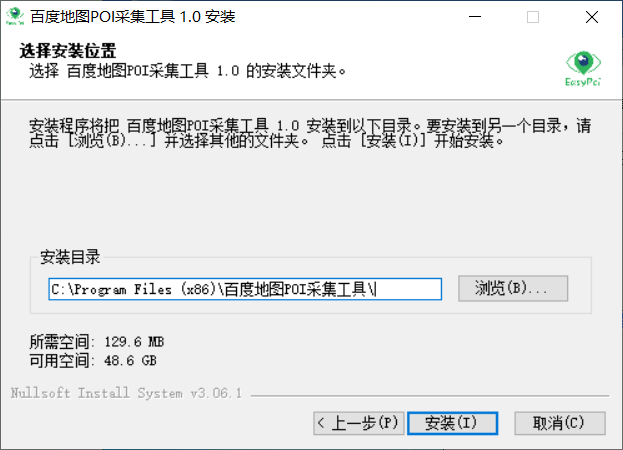 百度地图POI采集工具 1.0 安装
选择安装位置
选择 百度地图POI采集工具 1.0 的安装文件夹。
EasyPoi
安装程序将把 百度地图POI采集工具 1.0 安装到以下目录。要安装到另一个目录，请
点击 [浏览(B)...] 并选择其他的文件夹。 点击 [安装(I)] 开始安装。
安装目录
C:\Program Files (x86)\百度地图POI采集工具\
浏览(B)...
所需空间: 129.6 MB
可用空间: 48.6 GB
Nullsoft Install System v3.06.1
< 上一步(P)
安装(I)
取消(C)